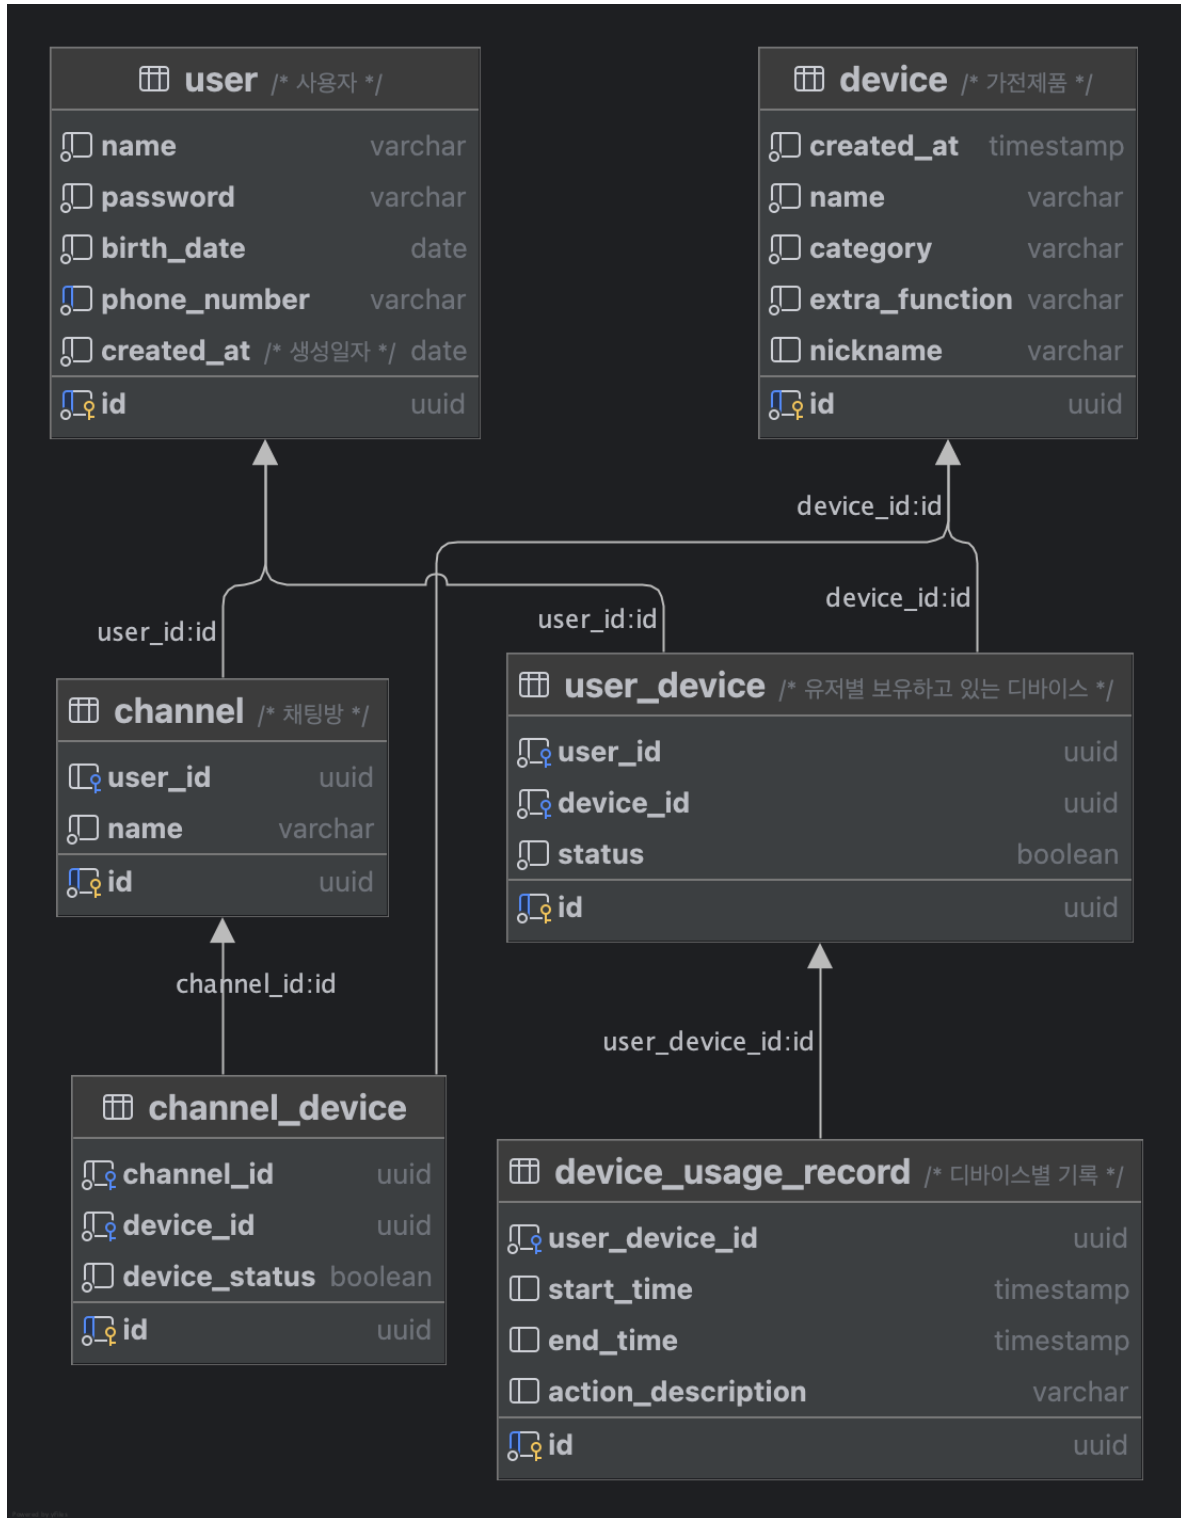 user /* 사용자 */
name varchar
password varchar
birth_date date
phone_number varchar
created_at /* 생성일자 */ date
id uuid
device /* 가전제품 */
created_at timestamp
name varchar
category varchar
extra_function varchar
nickname varchar
id uuid
device_id:id
device_id:id
user_id:id
user_id:id
channel /* 채팅방 */
user_id uuid
name varchar
id uuid
user_device /* 유저별 보유하고 있는 디바이스 */
user_id uuid
device_id uuid
status boolean
id uuid
channel_id:id
user_device_id:id
channel_device
channel_id uuid
device_id uuid
device_status boolean
id uuid
device_usage_record /* 디바이스별 기록 */
user_device_id uuid
start_time timestamp
end_time timestamp
action_description varchar
id uuid